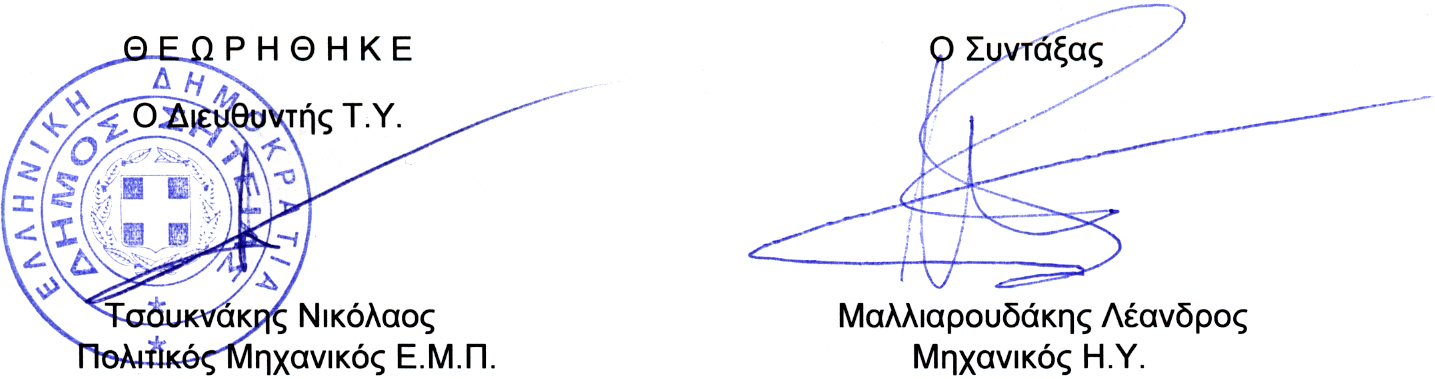 Θ Ε Ω Ρ Η Θ Η Κ Ε
Ο Διευθυντής Τ.Υ.
ΕΛΛΗΝΙΚΗ ΔΗΜΟΚΡΑΤΙΑ
ΔΗΜΟΣ ΣΗΤΕΙΑΣ
Τσουκνάκης Νικόλαος
Πολιτικός Μηχανικός Ε.Μ.Π.
Ο Συντάξας
Μαλλιαρουδάκης Λέανδρος
Μηχανικός Η.Υ.